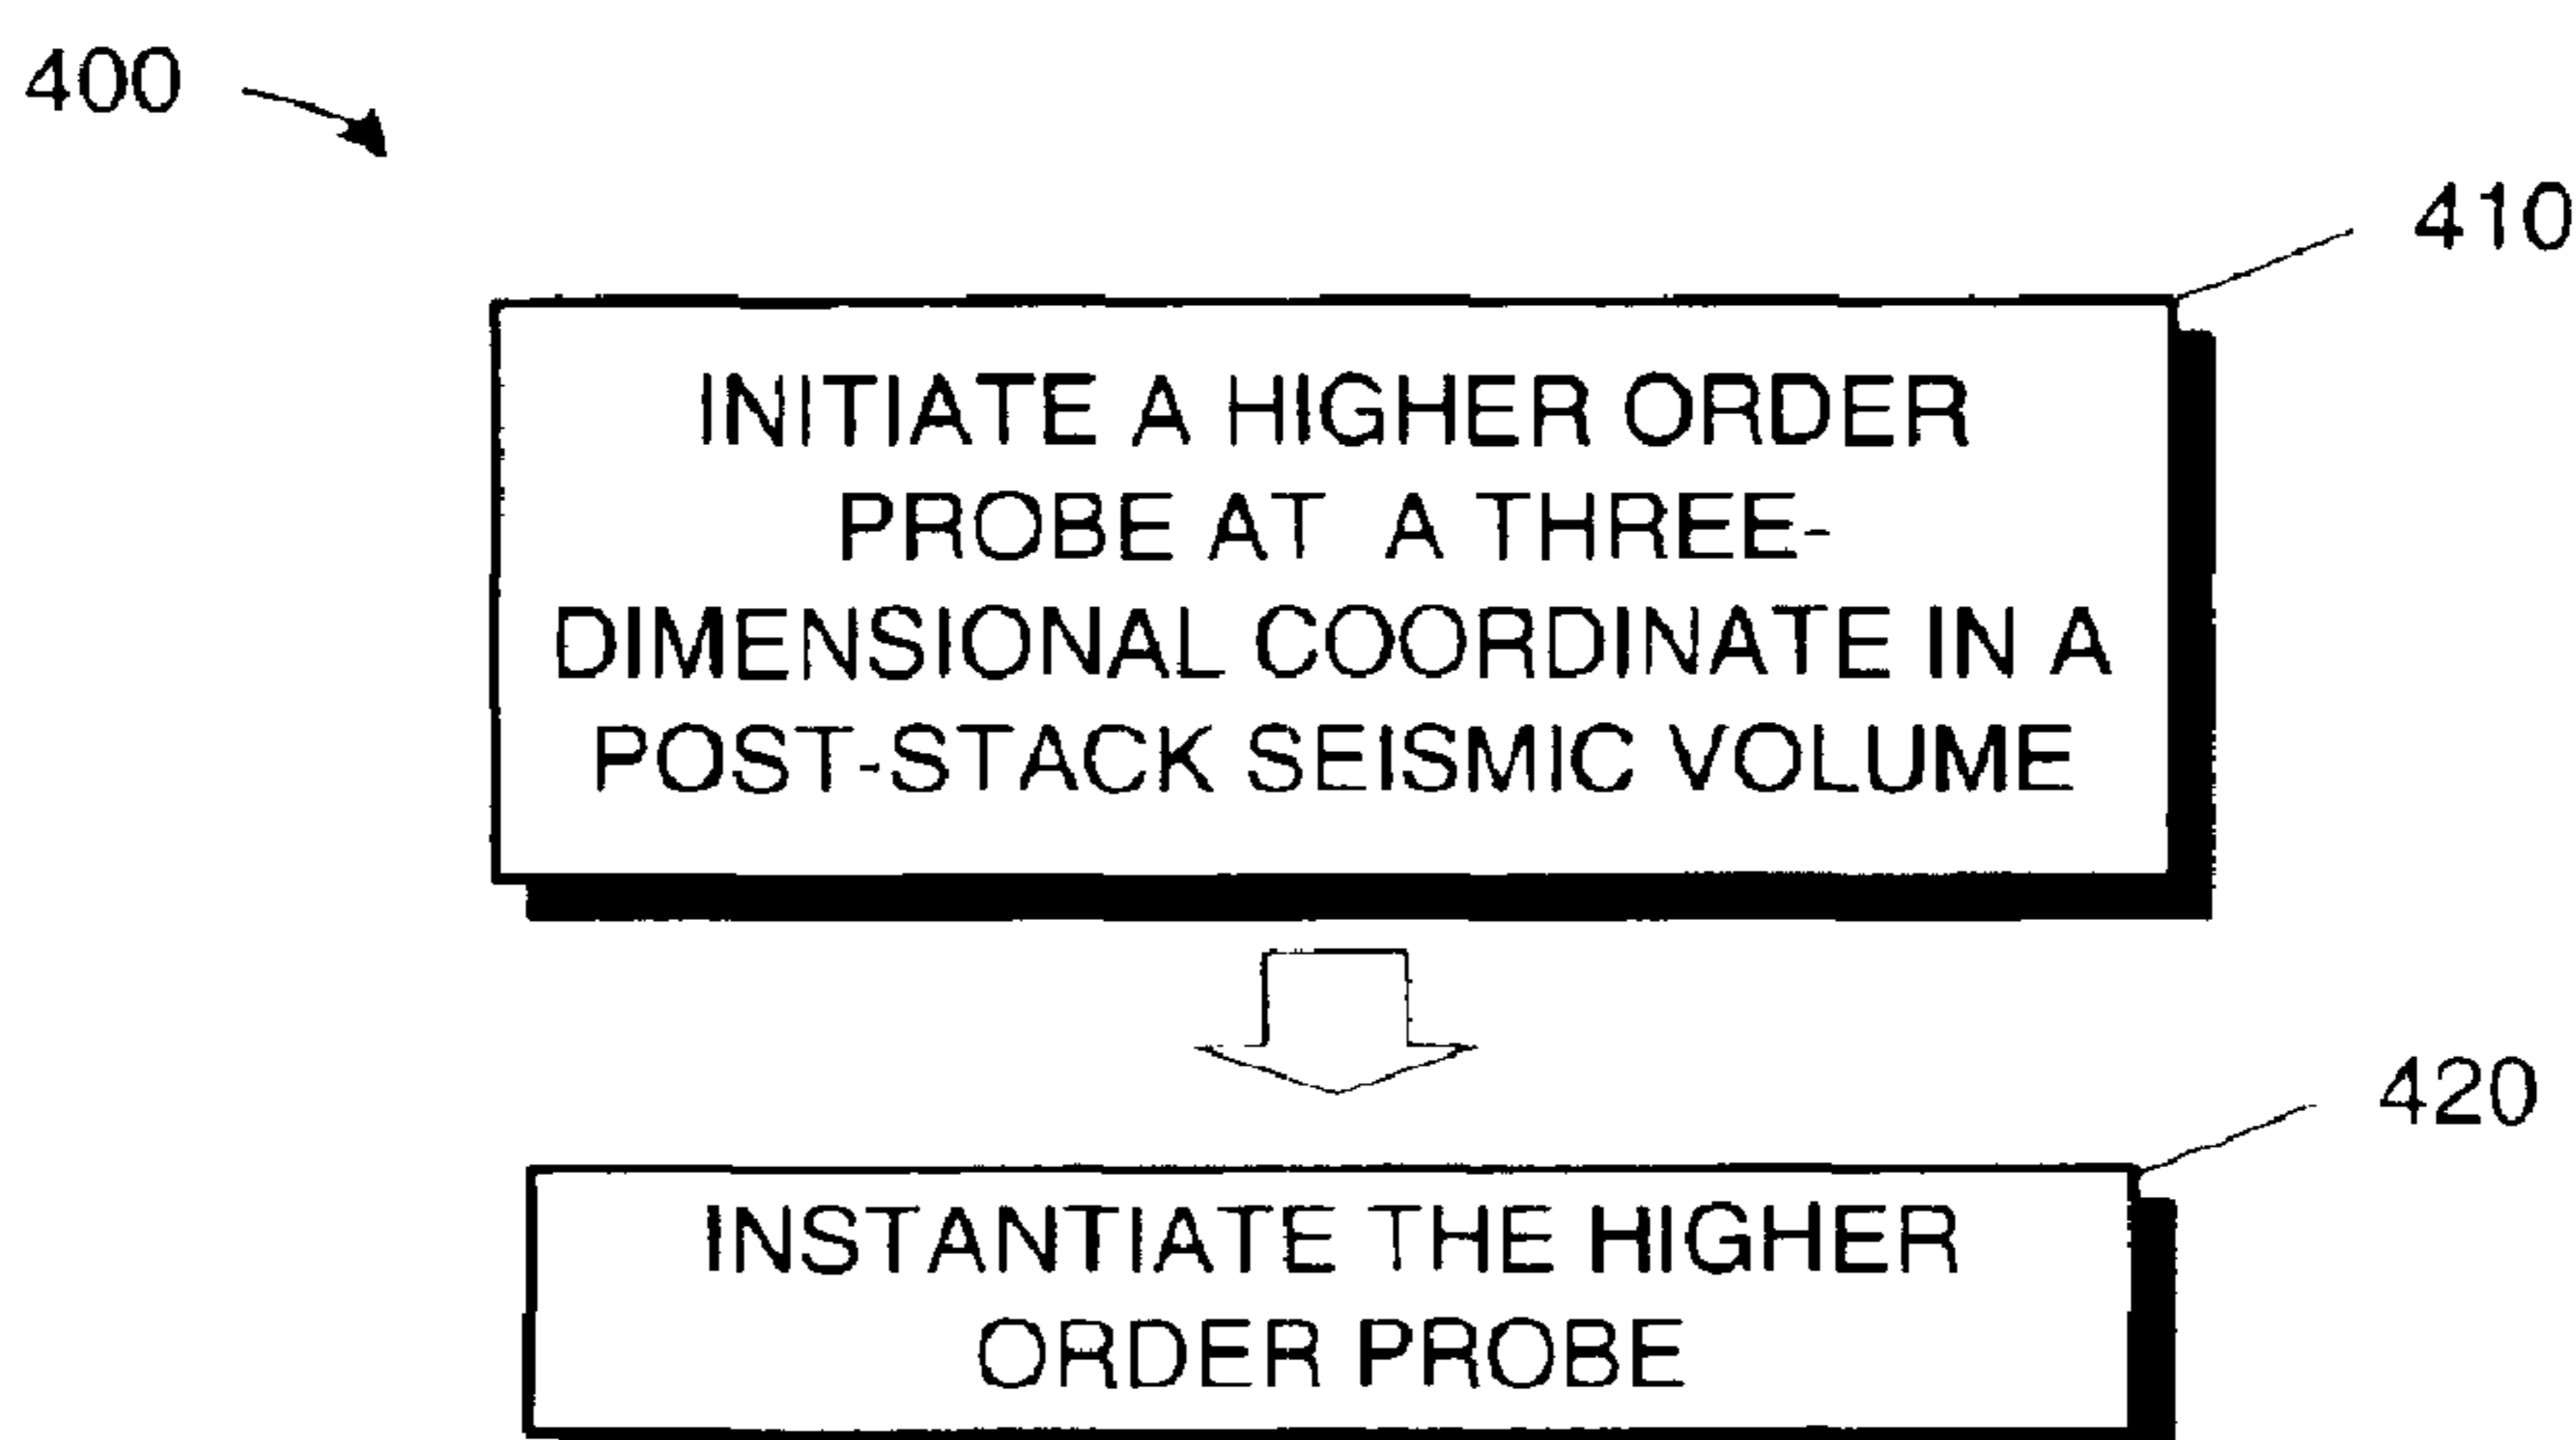 400
410
INITIATE A HIGHER ORDER
PROBE AT A THREE-
DIMENSIONAL COORDINATE IN A
POST-STACK SEISMIC VOLUME
420
INSTANTIATE THE HIGHER
ORDER PROBE